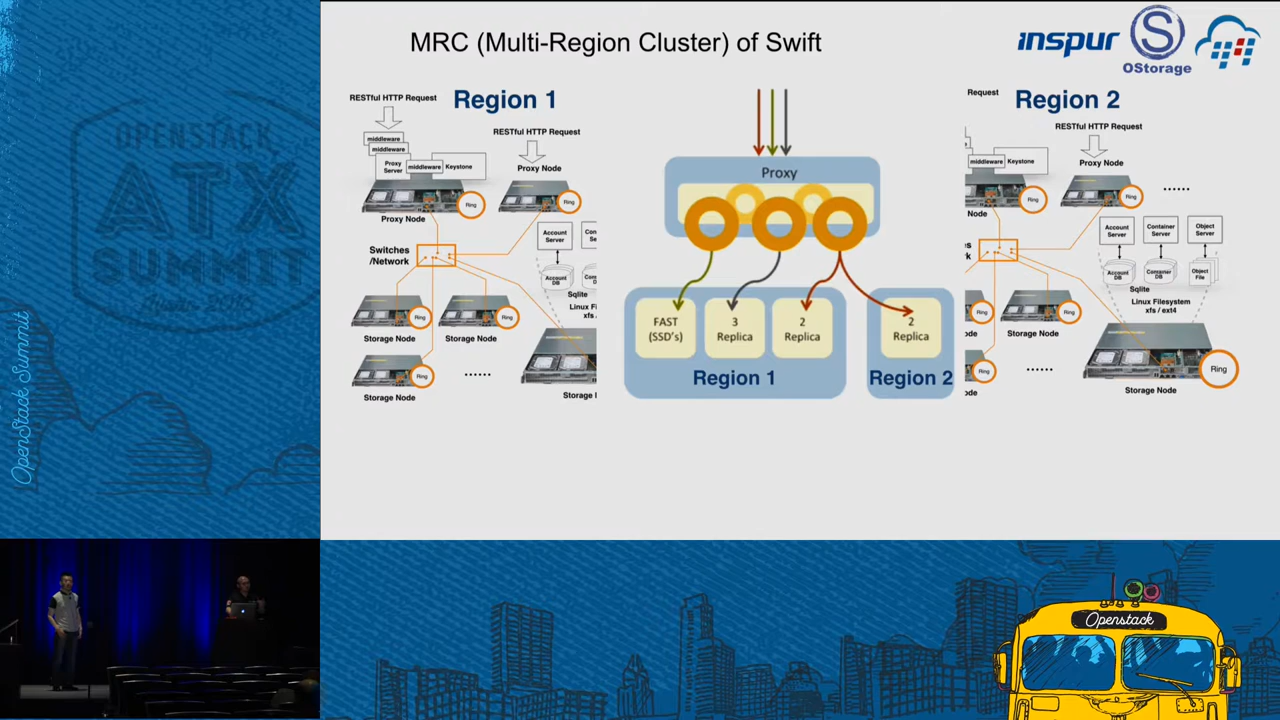 MRC (Multi-Region Cluster) of Swift
inspur
S
OStorage
RESTful HTTP Request
Region 1
middleware
middleware
Proxy
Server
middleware
Keystone
Ring
Proxy Node
RESTful HTTP Request
Proxy Node
Ring
Switches
/Network
Account
Server
Account
DB
Sqlite
Linux Fi
xfs /
Ring
Storage Node
Ring
Storage Node
Ring
Storage Node
......
Storage
Proxy
FAST
(SSD's)
3
Replica
2
Replica
Region 1
2
Replica
Region 2
Request
Region 2
RESTful HTTP Request
middleware
Keystone
Ring
Node
Proxy Node
Ring
......
Account
Server
Container
Server
Object
Server
Account
DB
Container
DB
Object
File
Sqlite
Linux Filesystem
xfs / ext4
Ring
Ring
Storage Node
Ring
......
Ring
Storage Node
OpenStack Summit
OPENSTACK
SUMMIT
Openstack